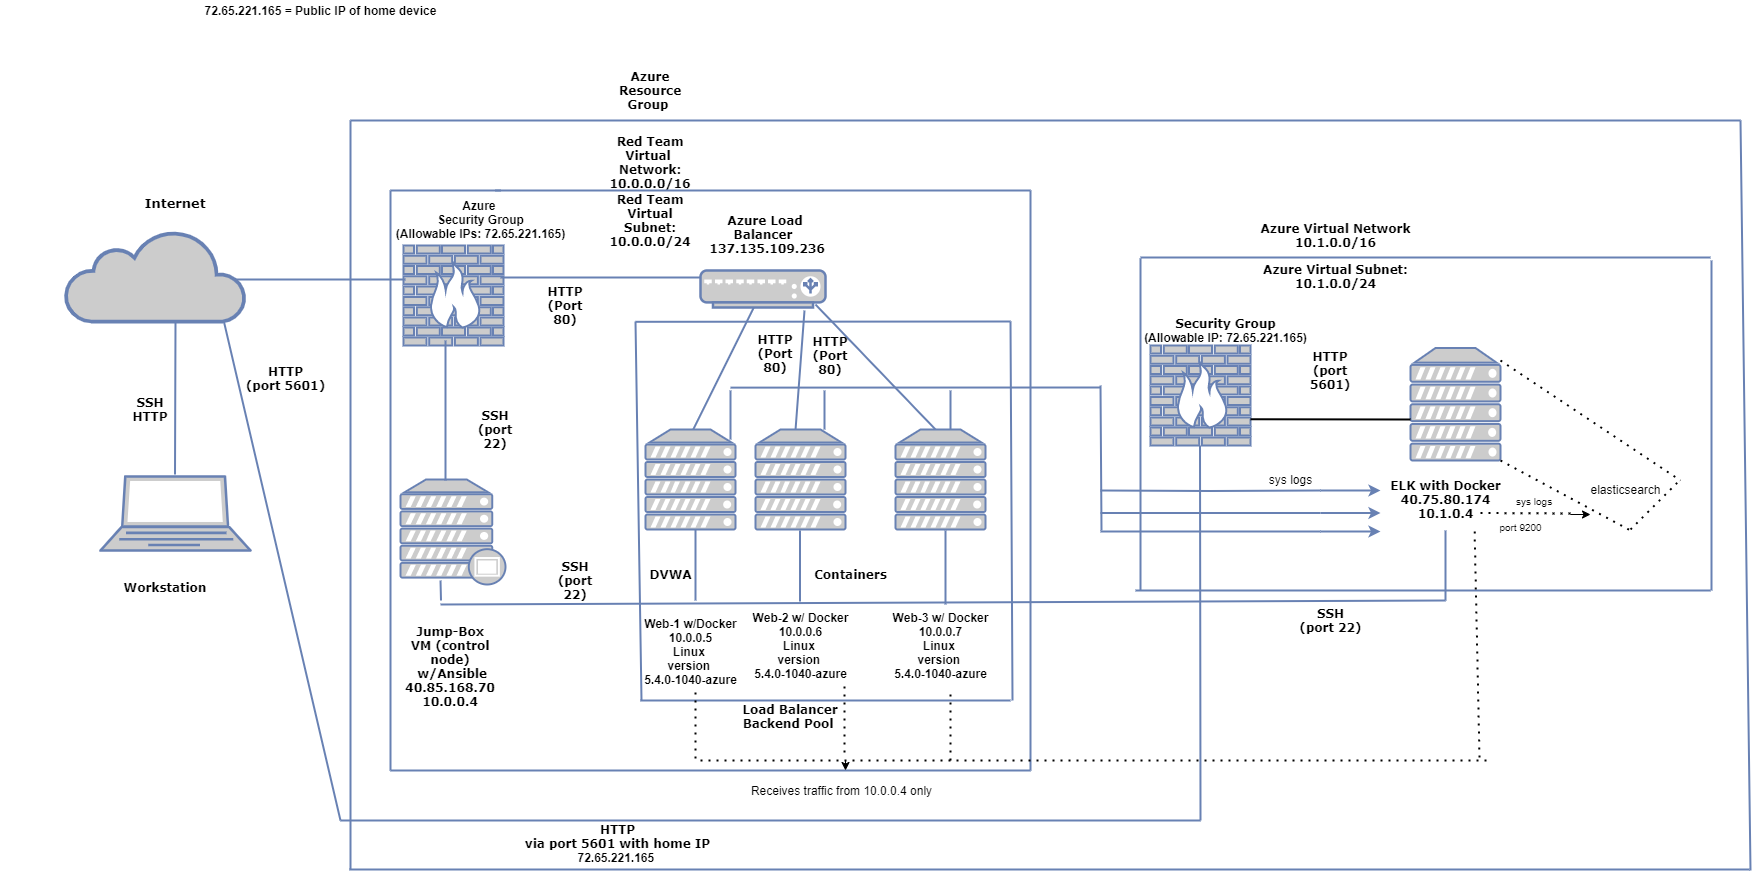 72.65.221.165 = Public IP of home device
Azure
Resource
Group
Red Team
Virtual
Network:
10.0.0.0/16
Red Team
Virtual
Subnet:
10.0.0.0/24
Internet
Azure
Security Group
(Allowable IPs: 72.65.221.165)
Azure Load
Balancer
137.135.109.236
Azure Virtual Network
10.1.0.0/16
Azure Virtual Subnet:
10.1.0.0/24
HTTP
(Port
80)
HTTP
(Port
80)
HTTP
(Port
80)
Security Group
(Allowable IP: 72.65.221.165)
HTTP
(port
5601)
HTTP
(port 5601)
SSH
HTTP
SSH
(port
22)
sys logs
ELK with Docker
40.75.80.174
10.1.0.4
sys logs
port 9200
elasticsearch
SSH
(port
22)
DVWA
Containers
Workstation
Jump-Box
VM (control
node)
w/Ansible
40.85.168.70
10.0.0.4
Web-1 w/Docker
10.0.0.5
Linux
version
5.4.0-1040-azure
Web-2 w/ Docker
10.0.0.6
Linux
version
5.4.0-1040-azure
Web-3 w/ Docker
10.0.0.7
Linux
version
5.4.0-1040-azure
SSH
(port 22)
Load Balancer
Backend Pool
Receives traffic from 10.0.0.4 only
HTTP
via port 5601 with home IP
72.65.221.165